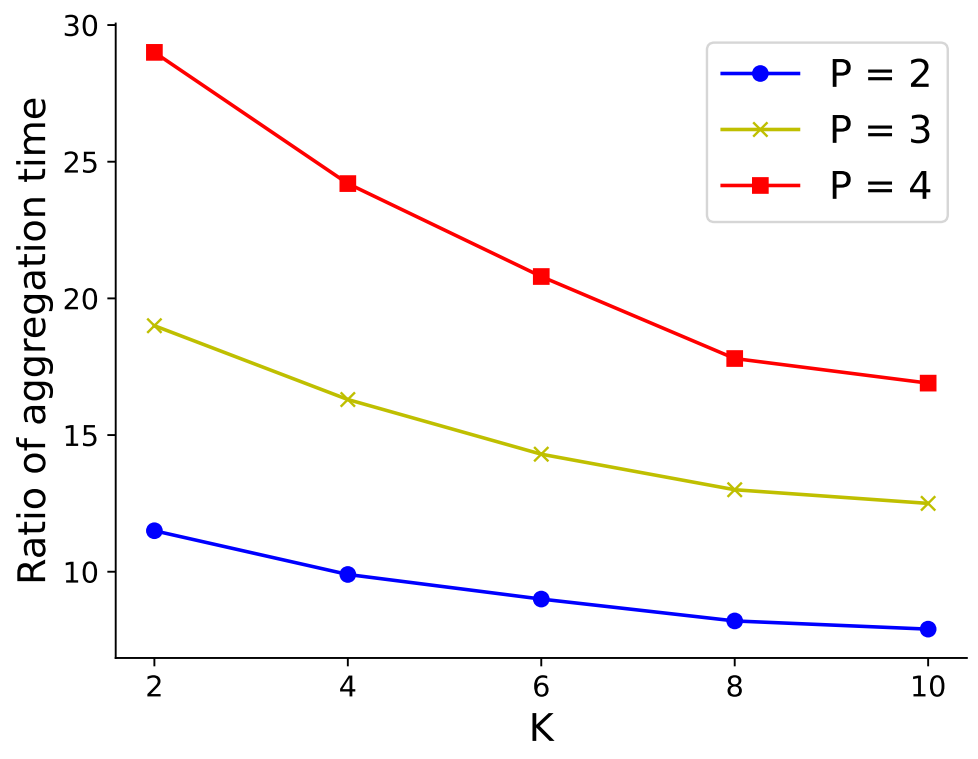 30
25
20
15
10
Ratio of aggregation time
P = 2
P = 3
P = 4
2 4 6 8 10
K